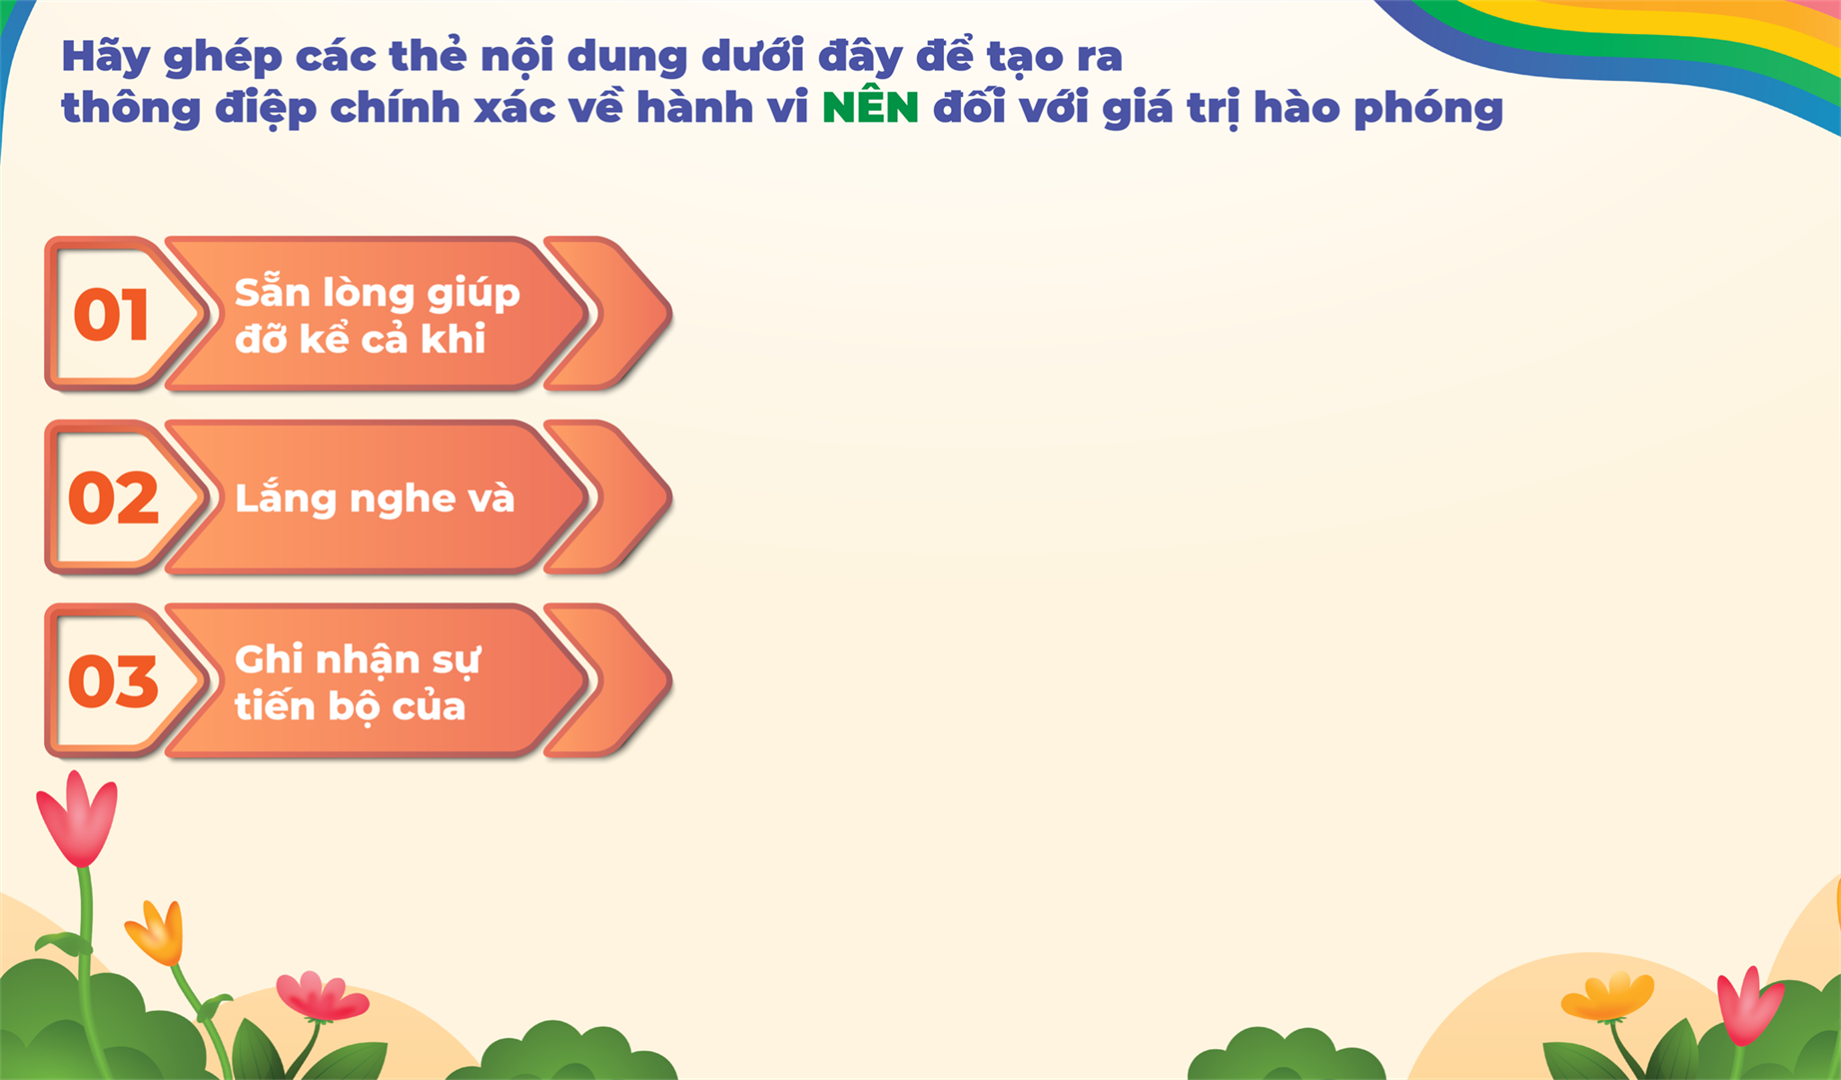 Hãy ghép các thẻ nội dung dưới đây để tạo ra
thông điệp chính xác về hành vi NÊN đối với giá trị hào phóng
01
Sẵn lòng giúp
đỡ kể cả khi
02
Lắng nghe và
03
Ghi nhận sự
tiến bộ của